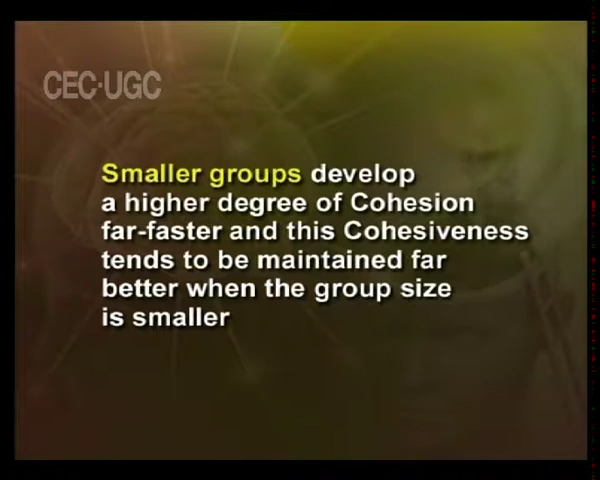 CEC-UGC
Smaller groups develop
a higher degree of Cohesion
far-faster and this Cohesiveness
tends to be maintained far
better when the group size
is smaller